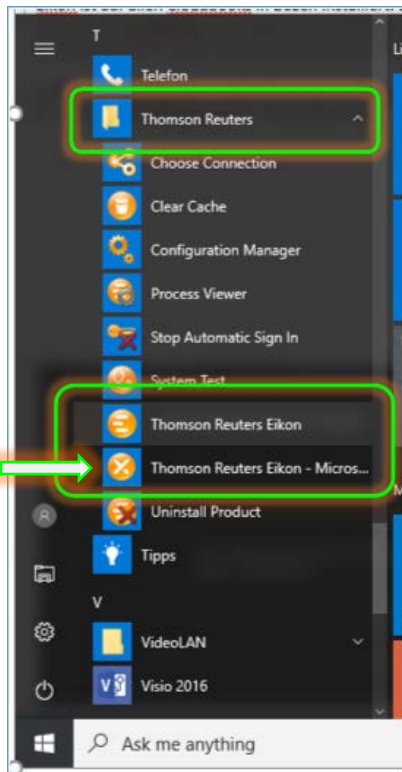 T
Telefon
Thomson Reuters
Choose Connection
Clear Cache
Configuration Manager
Process Viewer
Stop Automatic Sign In
System Test
Thomson Reuters Eikon
Thomson Reuters Eikon - Micros...
Uninstall Product
Tipps
V
VideoLAN
Visio 2016
Ask me anything